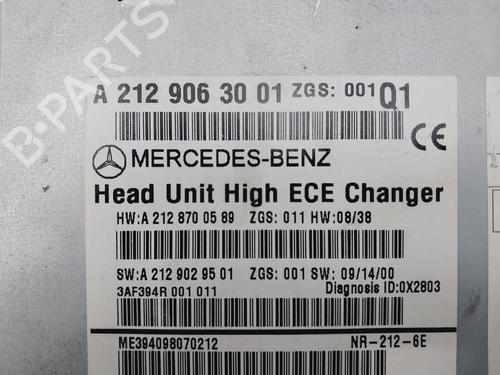 B-PARTS
A 212 906 30 01 ZGS: 001 Q1
CE
MERCEDES-BENZ
Head Unit High ECE Changer
HW:A 212 870 05 89 ZGS: 011 HW:08/38
SW:A 212 902 95 01 ZGS: 001 SW: 09/14/00
3AF394R 001 011 Diagnosis ID:0X2803
ME394098070212 NR-212-6E